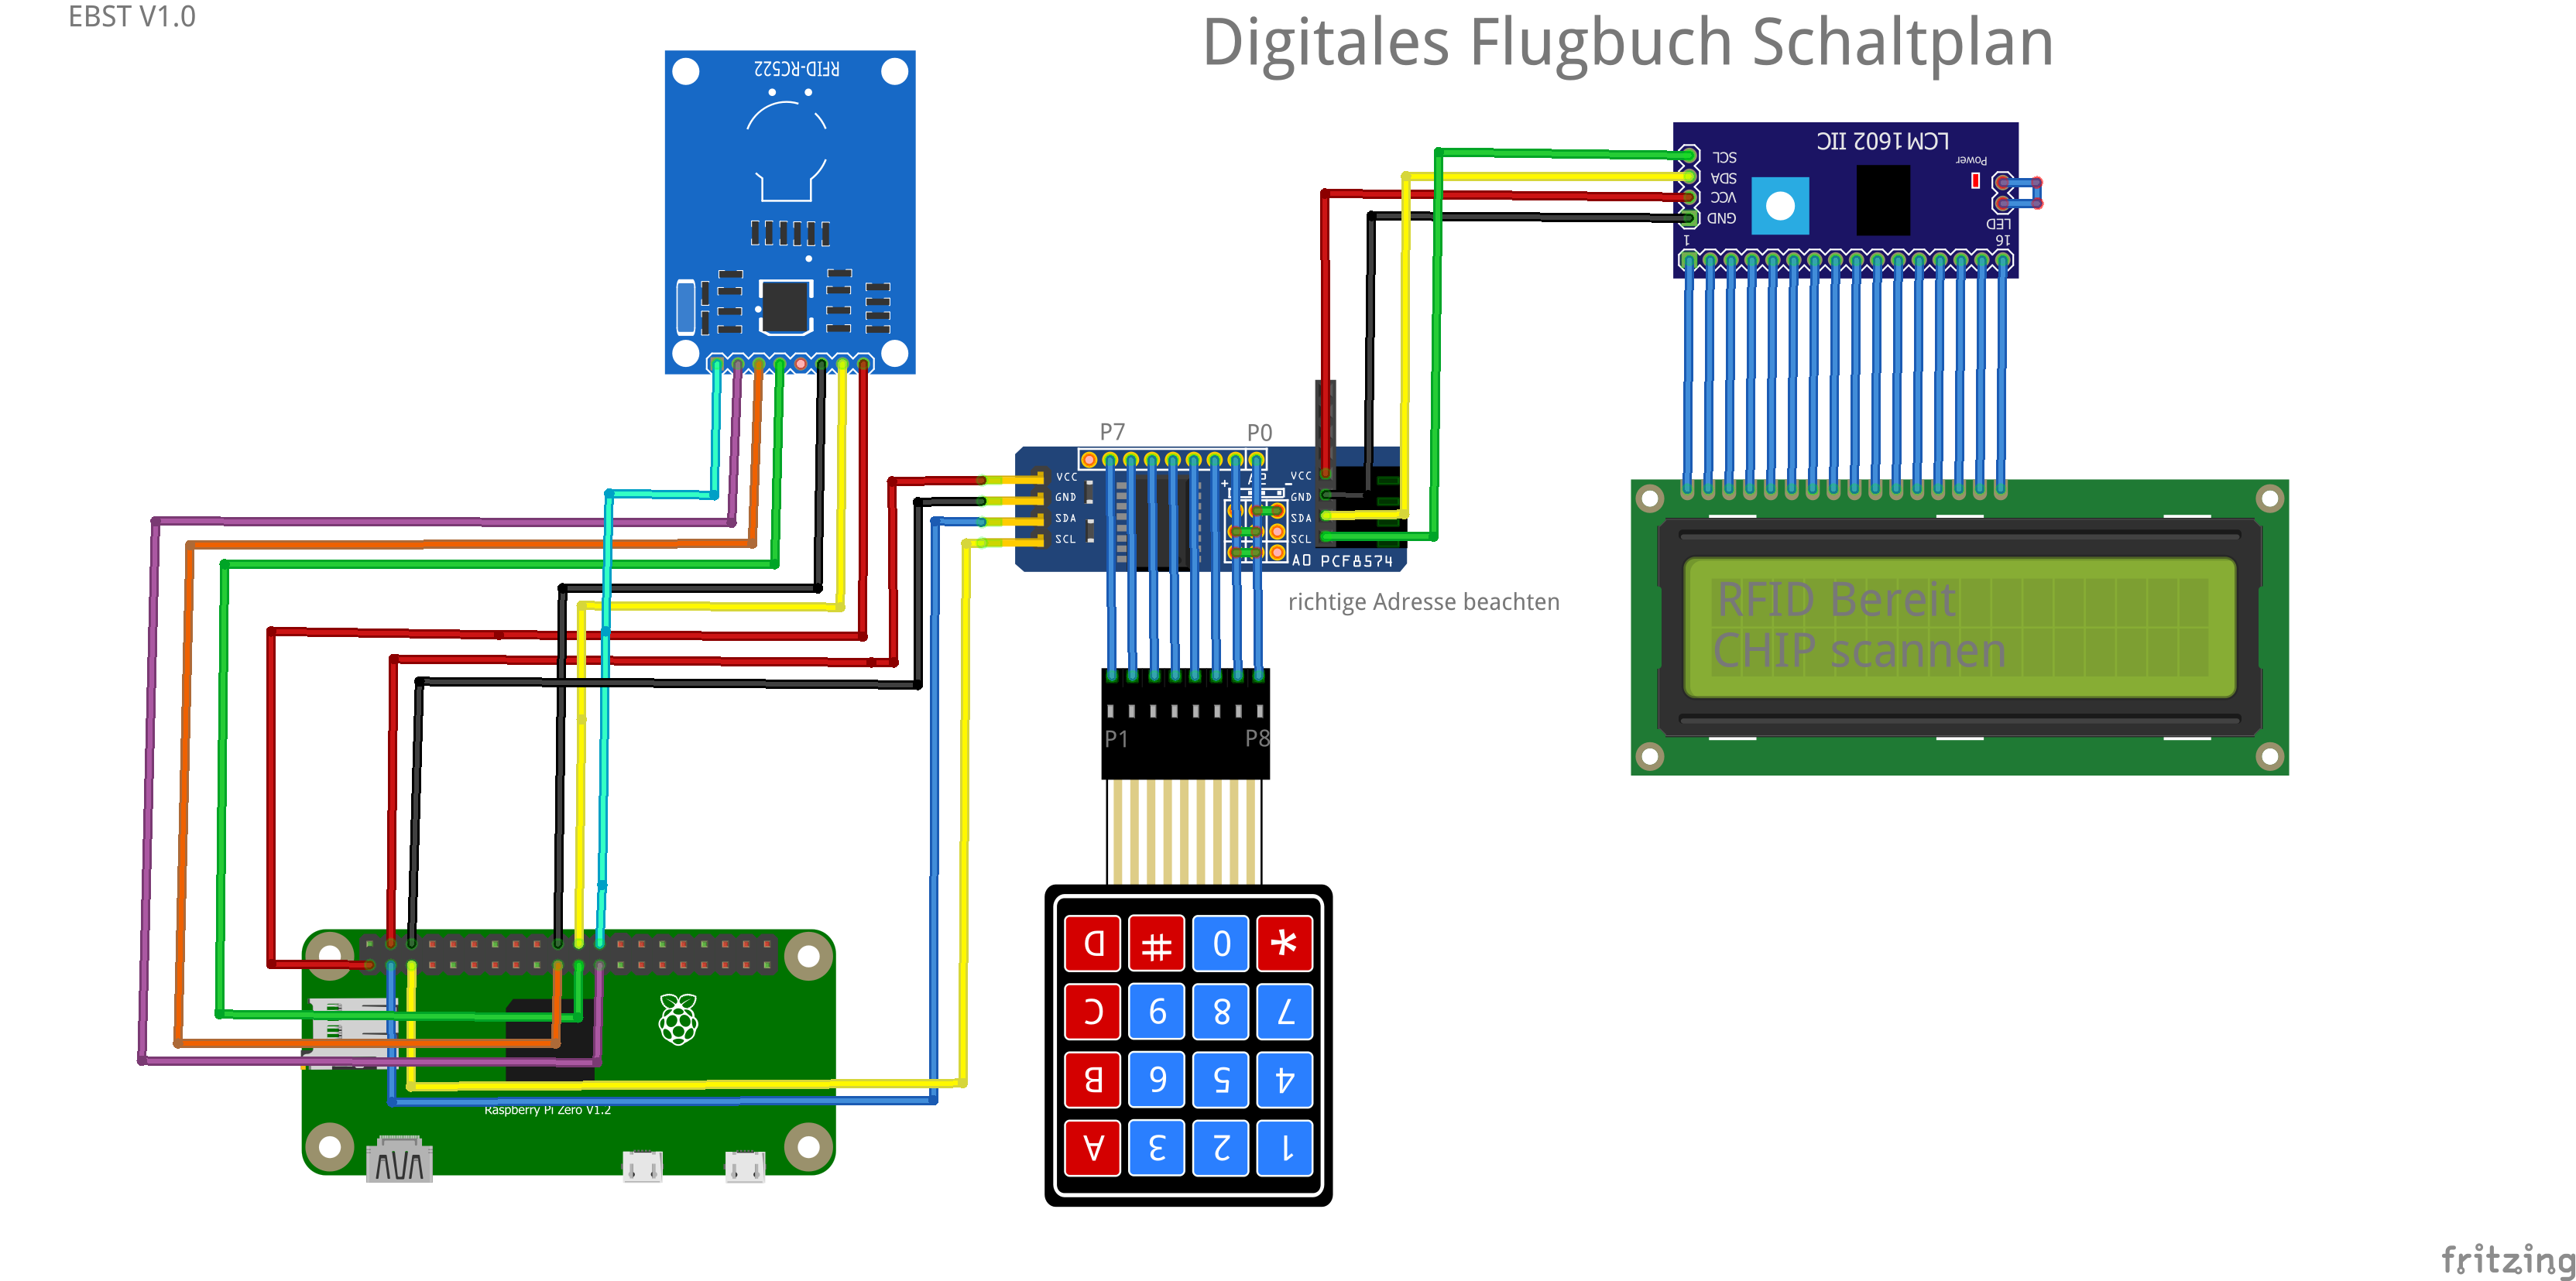 EBST V1.0
Digitales Flugbuch Schaltplan
RFID-RC522
LCM1602 IIC
Power
SCL
SDA
VCC
GND
LED
1
16
P7
P0
VCC
GND
SDA
SCL
VCC
GND
SDA
SCL
+
-
A0 PCF8574
richtige Adresse beachten
RFID Bereit
CHIP scannen
P1
P8
D # 0 *
C 9 8 7
B 6 5 4
A 3 2 1
Raspberry Pi Zero V1.2
fritzing